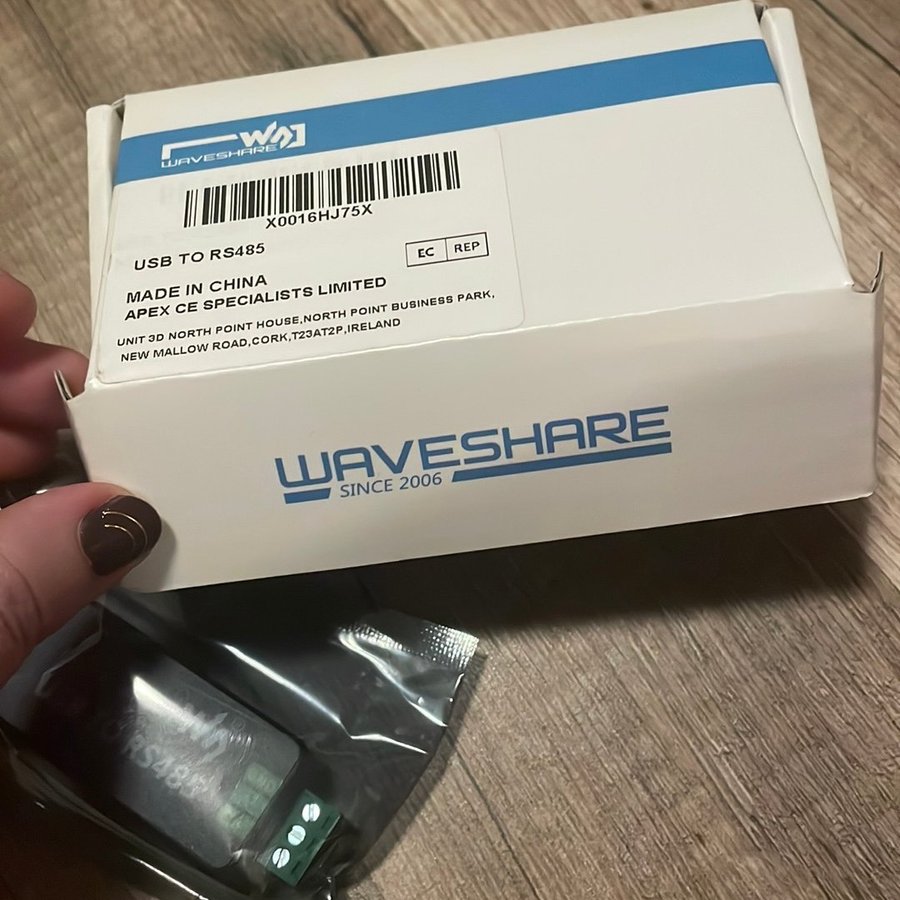 WAVESHARE
X0016HJ75X
USB TO RS485
EC REP
MADE IN CHINA
APEX CE SPECIALISTS LIMITED
UNIT 3D NORTH POINT HOUSE,NORTH POINT BUSINESS PARK,
NEW MALLOW ROAD,CORK,T23AT2P,IRELAND
WAVESHARE
SINCE 2006
RS485